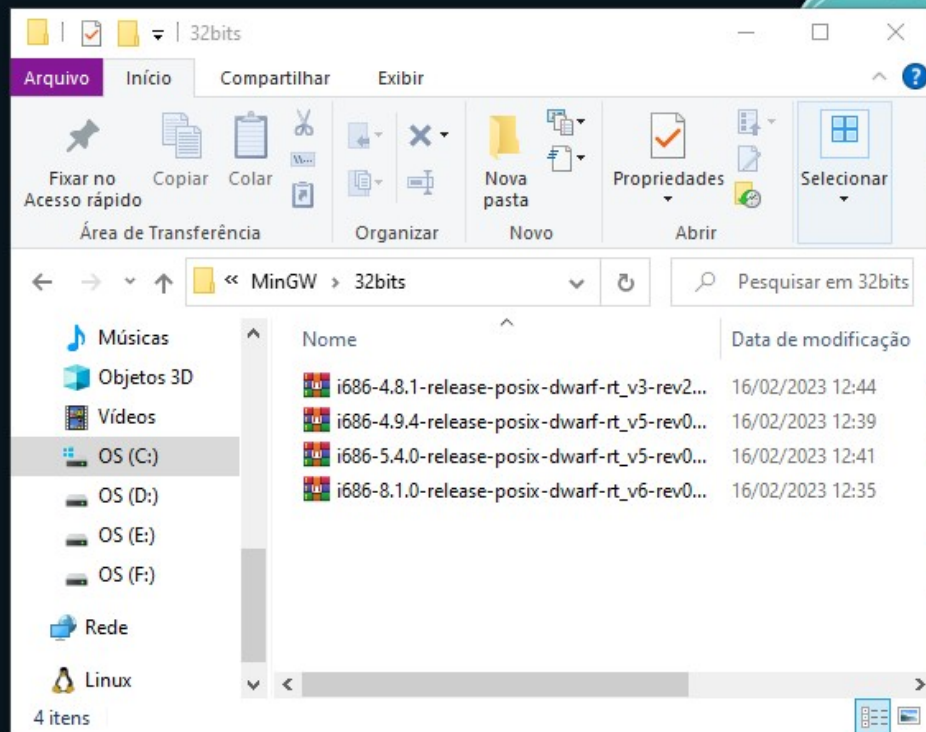 32bits
Arquivo Início Compartilhar Exibir
Fixar no
Acesso rápido
Copiar
Colar
Nova
pasta
Propriedades
Selecionar
Área de Transferência Organizar Novo Abrir
« MinGW › 32bits
Pesquisar em 32bits
Músicas
Objetos 3D
Vídeos
OS (C:)
OS (D:)
OS (E:)
OS (F:)
Rede
Linux
Nome Data de modificação
i686-4.8.1-release-posix-dwarf-rt_v3-rev2... 16/02/2023 12:44
i686-4.9.4-release-posix-dwarf-rt_v5-rev0... 16/02/2023 12:39
i686-5.4.0-release-posix-dwarf-rt_v5-rev0... 16/02/2023 12:41
i686-8.1.0-release-posix-dwarf-rt_v6-rev0... 16/02/2023 12:35
4 itens